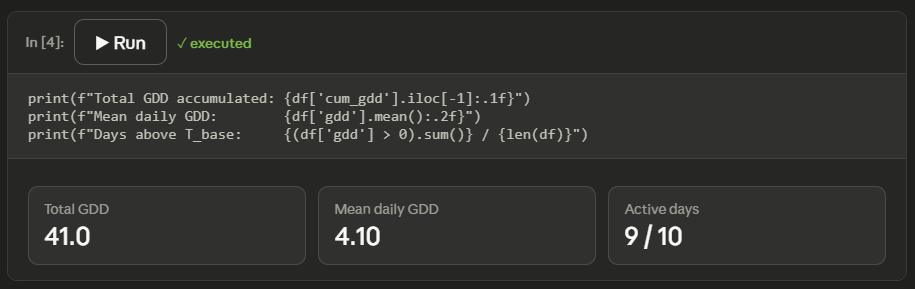 In [4]: ▶ Run ✓ executed
print(f"Total GDD accumulated: {df['cum_gdd'].iloc[-1]:.1f}")
print(f"Mean daily GDD:        {df['gdd'].mean():.2f}")
print(f"Days above T_base:     {(df['gdd'] > 0).sum()} / {len(df)}")
Total GDD
41.0
Mean daily GDD
4.10
Active days
9 / 10